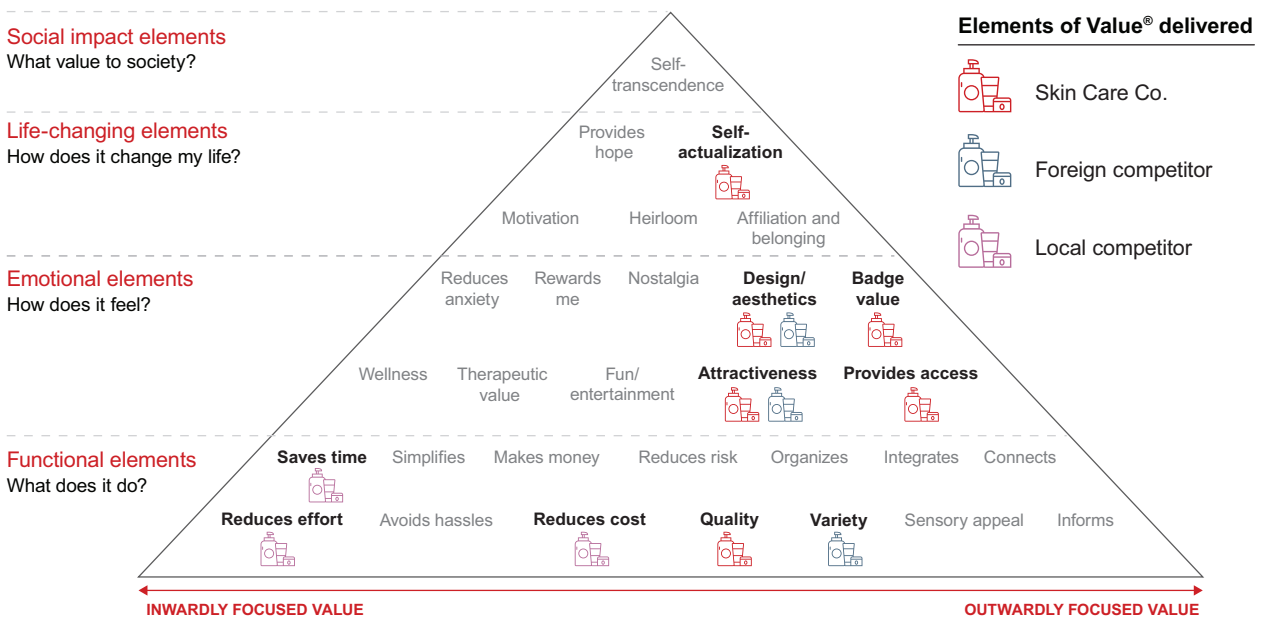 Social impact elements
What value to society?
Self-
transcendence
Life-changing elements
How does it change my life?
Provides
hope
Self-
actualization
Motivation
Heirloom
Affiliation and
belonging
Emotional elements
How does it feel?
Reduces
anxiety
Rewards
me
Nostalgia
Design/
aesthetics
Badge
value
Wellness
Therapeutic
value
Fun/
entertainment
Attractiveness
Provides access
Functional elements
What does it do?
Saves time
Simplifies
Makes money
Reduces risk
Organizes
Integrates
Connects
Reduces effort
Avoids hassles
Reduces cost
Quality
Variety
Sensory appeal
Informs
INWARDLY FOCUSED VALUE
OUTWARDLY FOCUSED VALUE
Elements of Value® delivered
Skin Care Co.
Foreign competitor
Local competitor